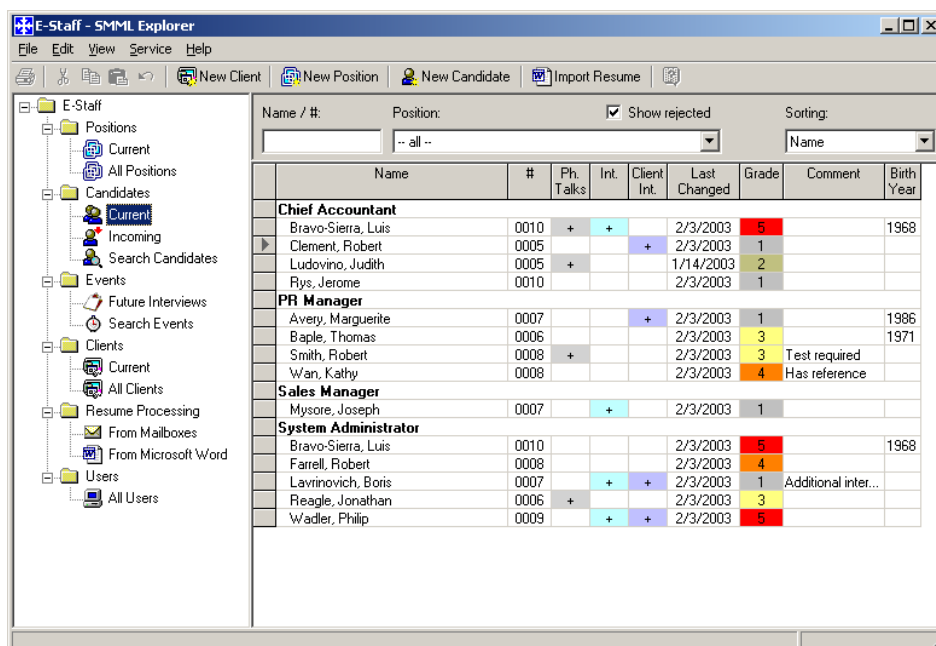 E-Staff - SMML Explorer
File Edit View Service Help
New Client New Position New Candidate Import Resume
E-Staff
Positions
Current
All Positions
Candidates
Current
Incoming
Search Candidates
Events
Future Interviews
Search Events
Clients
Current
All Clients
Resume Processing
From Mailboxes
From Microsoft Word
Users
All Users
Name / #: Position: Show rejected Sorting:
-- all -- Name
Name # Ph. Talks Int. Client Int. Last Changed Grade Comment Birth Year
Chief Accountant
Bravo-Sierra, Luis 0010 + + 2/3/2003 5 1968
Clement, Robert 0005 + 2/3/2003 1
Ludovino, Judith 0005 + 1/14/2003 2
Rys, Jerome 0010 2/3/2003 1
PR Manager
Avery, Marguerite 0007 + 2/3/2003 1 1986
Baple, Thomas 0006 2/3/2003 3 1971
Smith, Robert 0008 + 2/3/2003 3 Test required
Wan, Kathy 0008 2/3/2003 4 Has reference
Sales Manager
Mysore, Joseph 0007 + 2/3/2003 1
System Administrator
Bravo-Sierra, Luis 0010 2/3/2003 5 1968
Farrell, Robert 0008 2/3/2003 4
Lavrinovich, Boris 0007 + + 2/3/2003 1 Additional inter...
Reagle, Jonathan 0006 + 2/3/2003 3
Wadler, Philip 0009 + + 2/3/2003 5